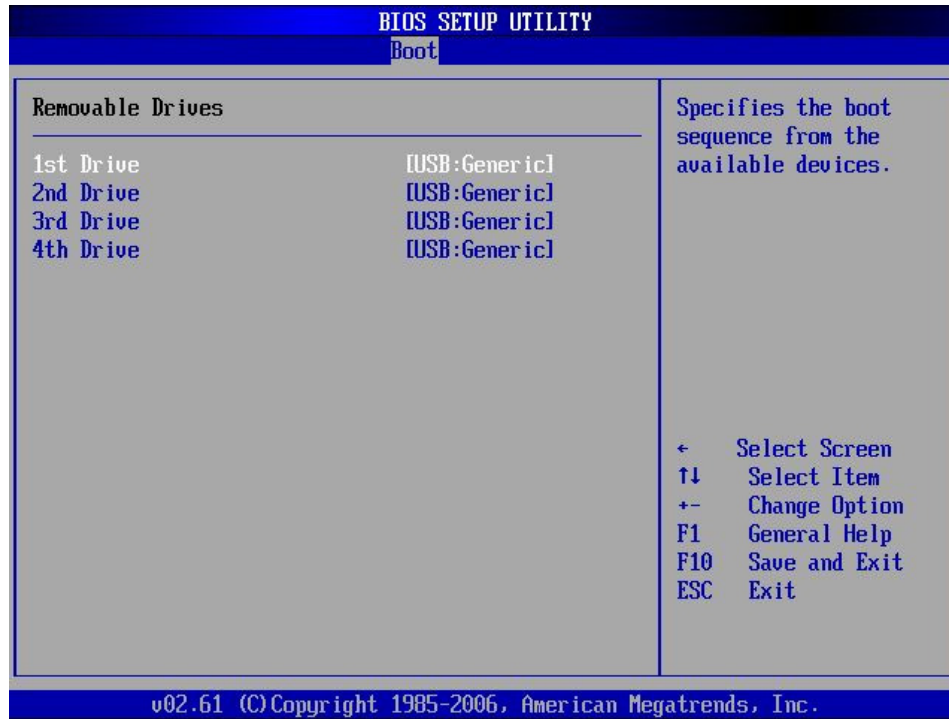 BIOS SETUP UTILITY
Boot
Removable Drives
1st Drive [USB:Generic]
2nd Drive [USB:Generic]
3rd Drive [USB:Generic]
4th Drive [USB:Generic]
Specifies the boot
sequence from the
available devices.
← Select Screen
↑↓ Select Item
+- Change Option
F1 General Help
F10 Save and Exit
ESC Exit
v02.61 (C)Copyright 1985-2006, American Megatrends, Inc.